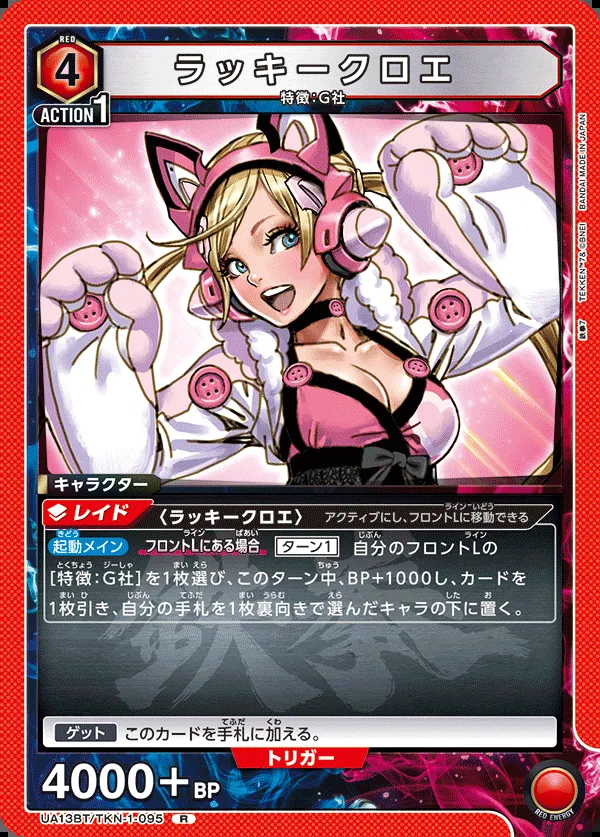 RED
4
ラッキークロエ
特徴:G社
ACTION 1
鉄拳7 TEKKEN™7& ©BNEI BANDAI MADE IN JAPAN
キャラクター
レイド 〈ラッキークロエ〉 アクティブにし、フロントLに移動できる
起動メイン フロントLにある場合 ターン1 自分のフロントLの
[特徴:G社]を1枚選び、このターン中、BP+1000し、カードを
1枚引き、自分の手札を1枚裏向きで選んだキャラの下に置く。
鉄拳
ゲット このカードを手札に加える。
トリガー
4000+BP
RED ENERGY
UA13BT/TKN-1-095 R